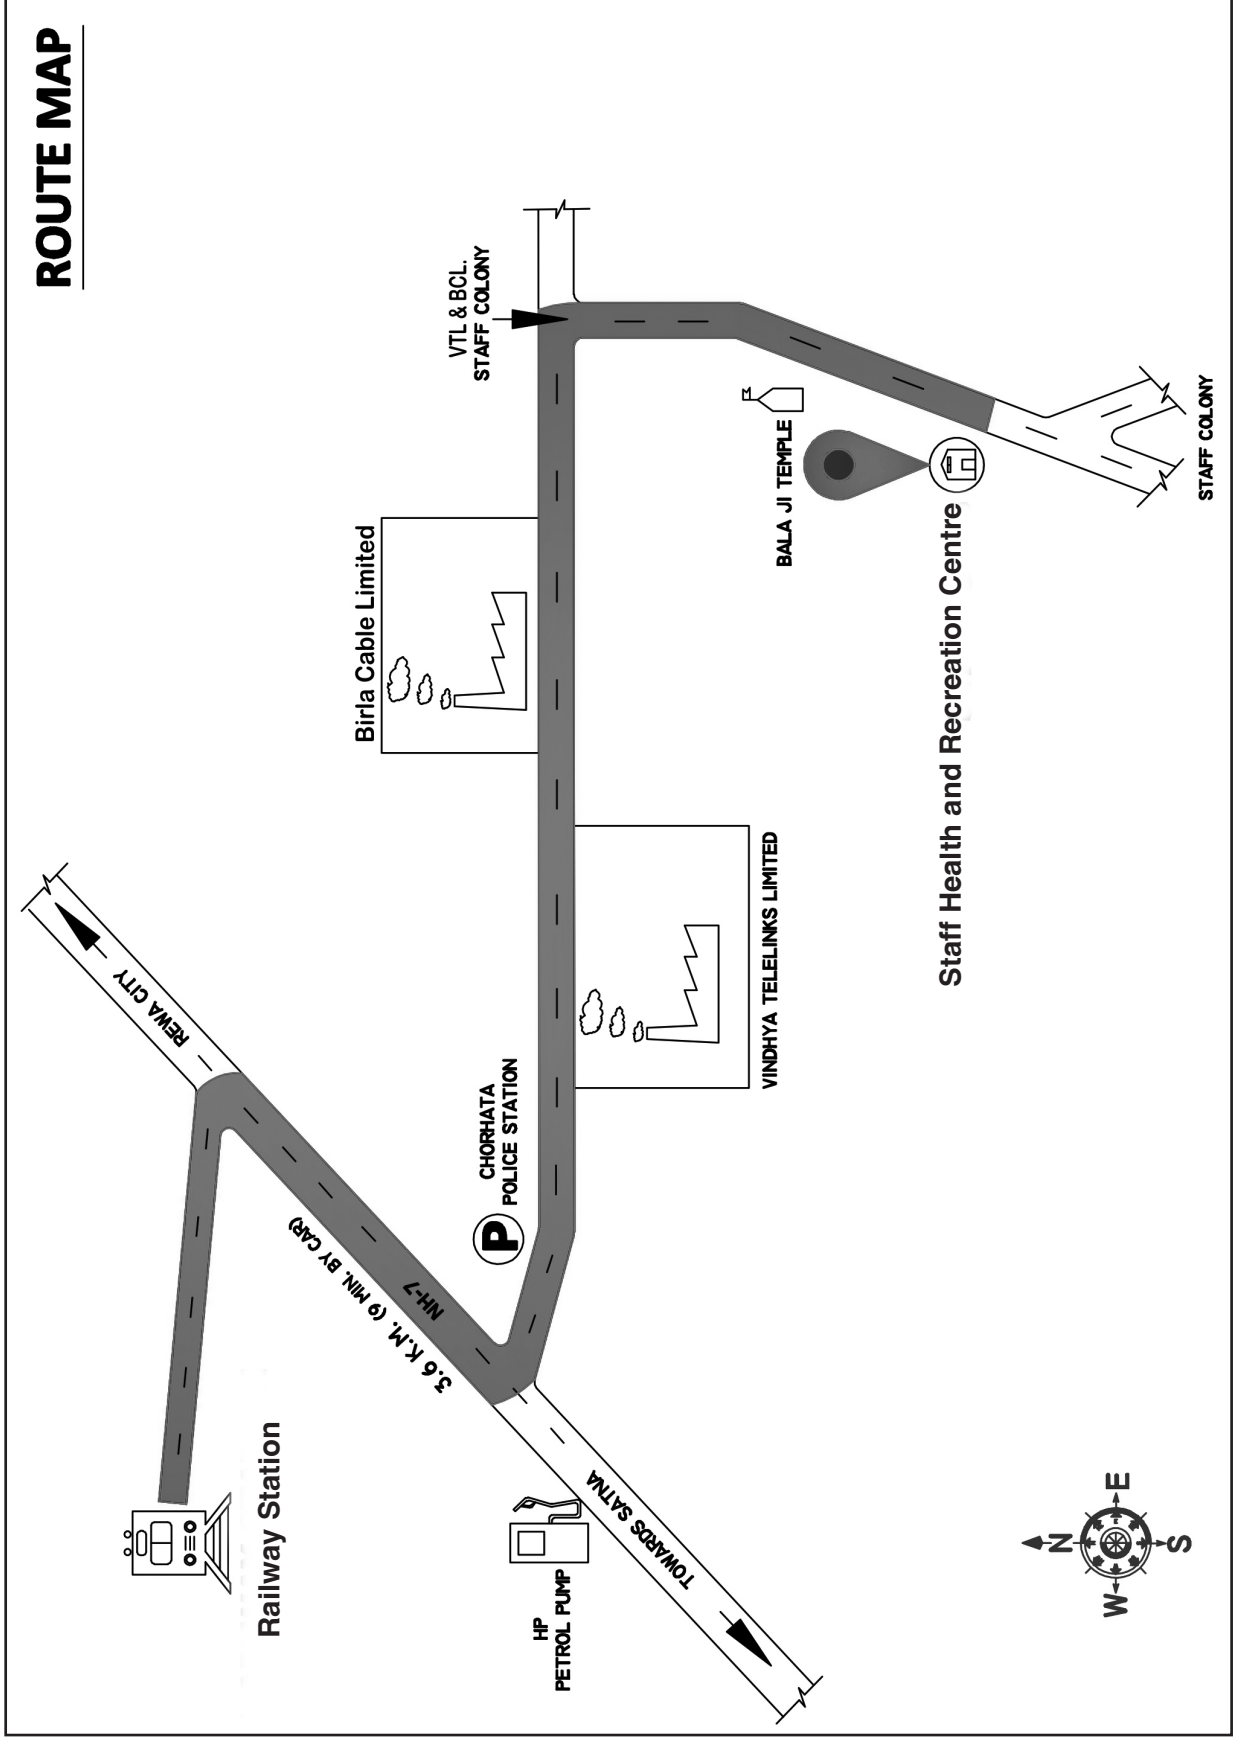 ROUTE MAP
Railway Station
REWA CITY
3.6 K.M. (9 MIN. BY CAR)
NH-7
Birla Cable Limited
VTL & BCL.
STAFF COLONY
CHORHATA
POLICE STATION
P
HP
PETROL PUMP
TOWARDS SATNA
VINDHYA TELELINKS LIMITED
BALA JI TEMPLE
Staff Health and Recreation Centre
STAFF COLONY
N
W
E
S